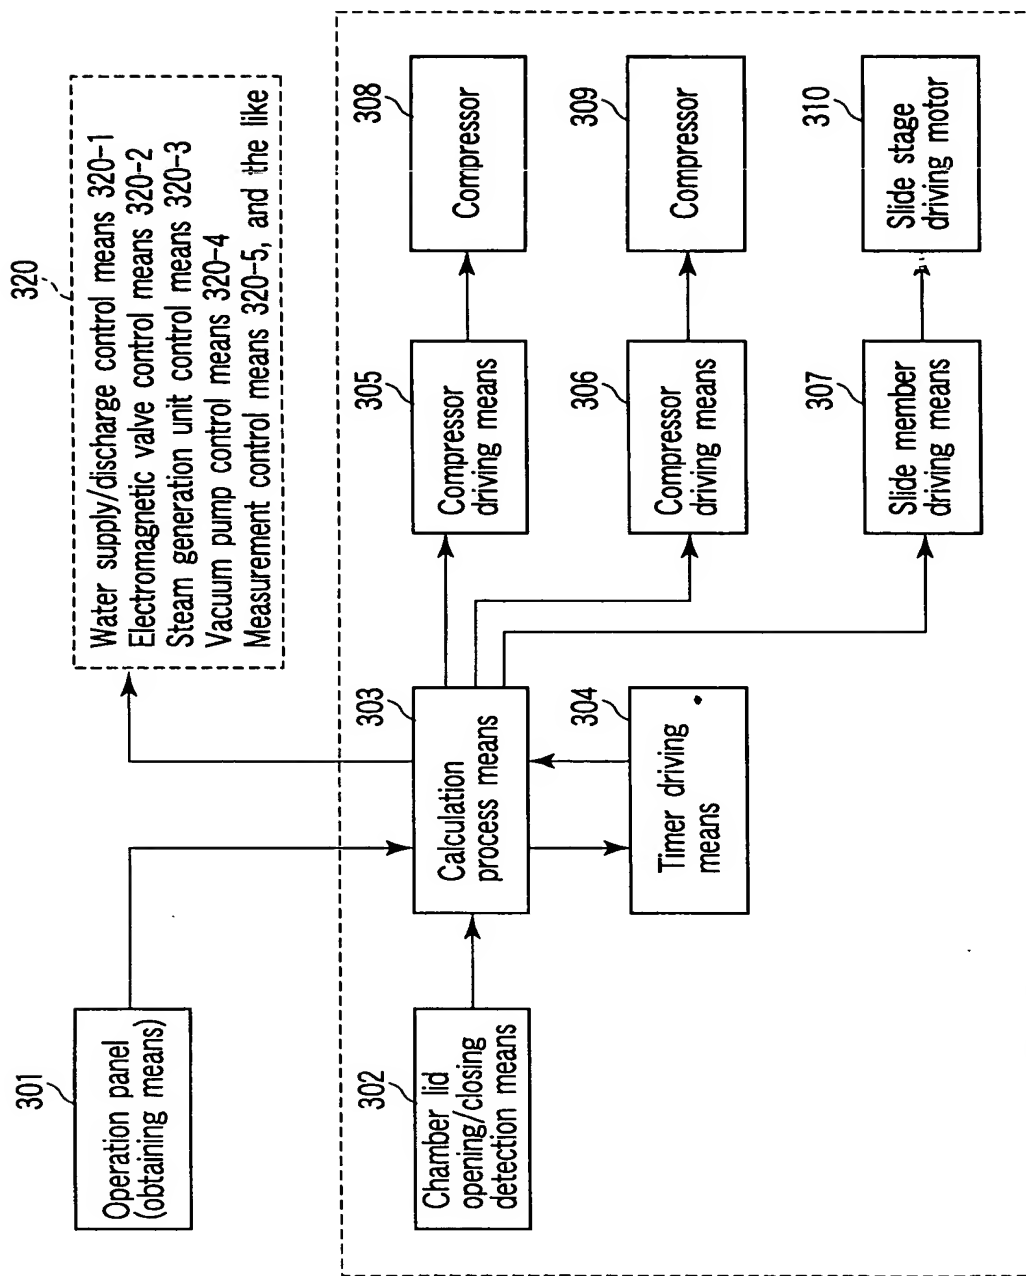 301
Operation panel
(obtaining means)
320
Water supply/discharge control means 320-1
Electromagnetic valve control means 320-2
Steam generation unit control means 320-3
Vacuum pump control means 320-4
Measurement control means 320-5, and the like
302
Chamber lid
opening/closing
detection means
303
Calculation
process means
304
Timer driving
means
305
Compressor
driving means
308
Compressor
306
Compressor
driving means
309
Compressor
307
Slide member
driving means
310
Slide stage
driving motor